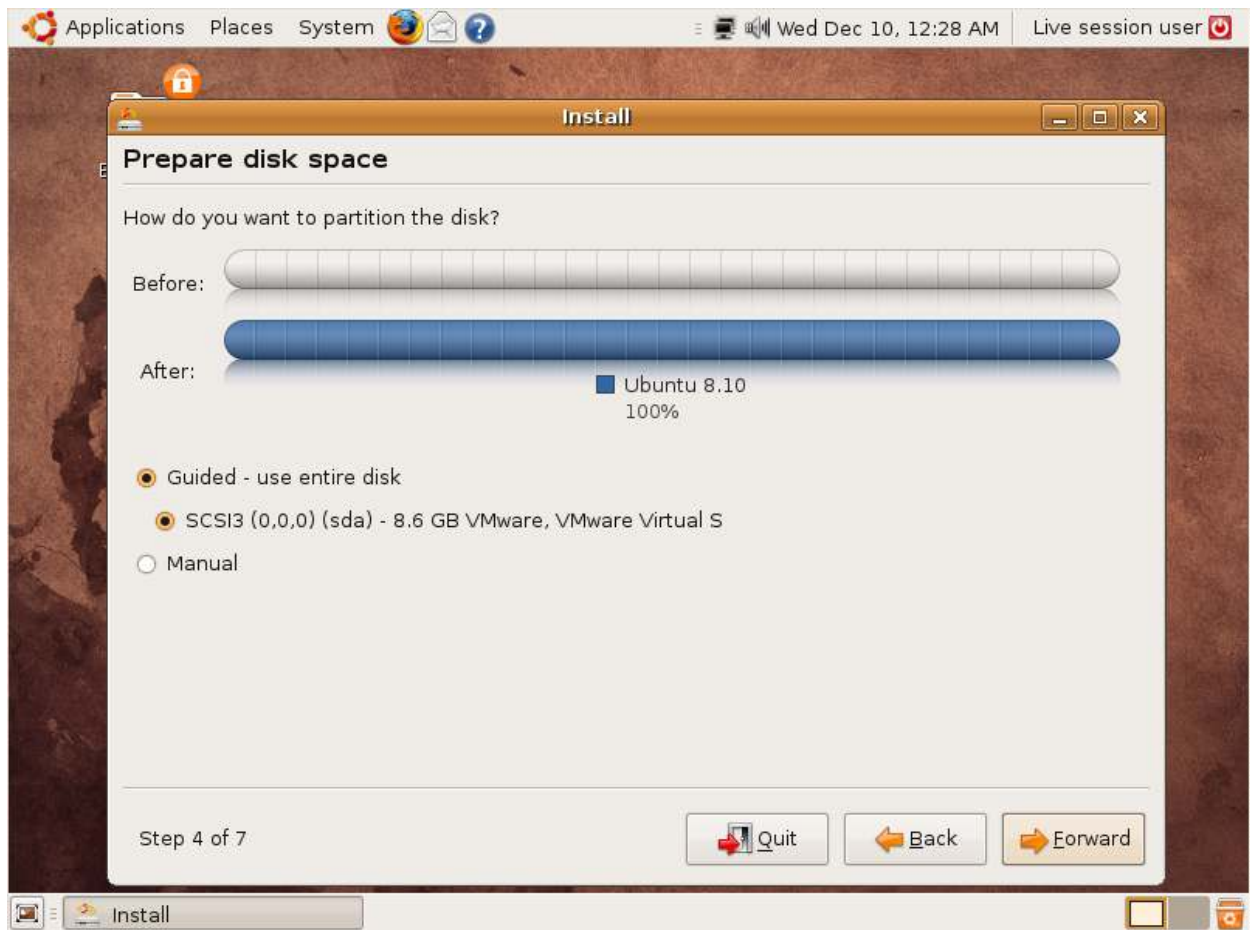 Applications Places System Wed Dec 10, 12:28 AM Live session user
Install
Prepare disk space
How do you want to partition the disk?
Before:
After:
Ubuntu 8.10
100%
Guided - use entire disk
SCSI3 (0,0,0) (sda) - 8.6 GB VMware, VMware Virtual S
Manual
Step 4 of 7 Quit Back Forward
Install